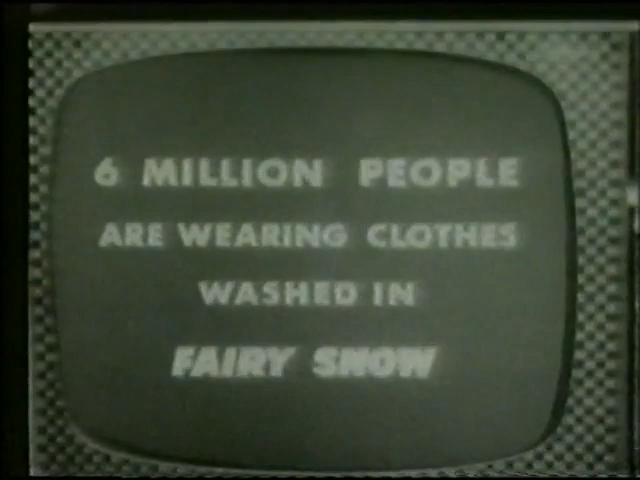 6 MILLION PEOPLE
ARE WEARING CLOTHES
WASHED IN
FAIRY SNOW